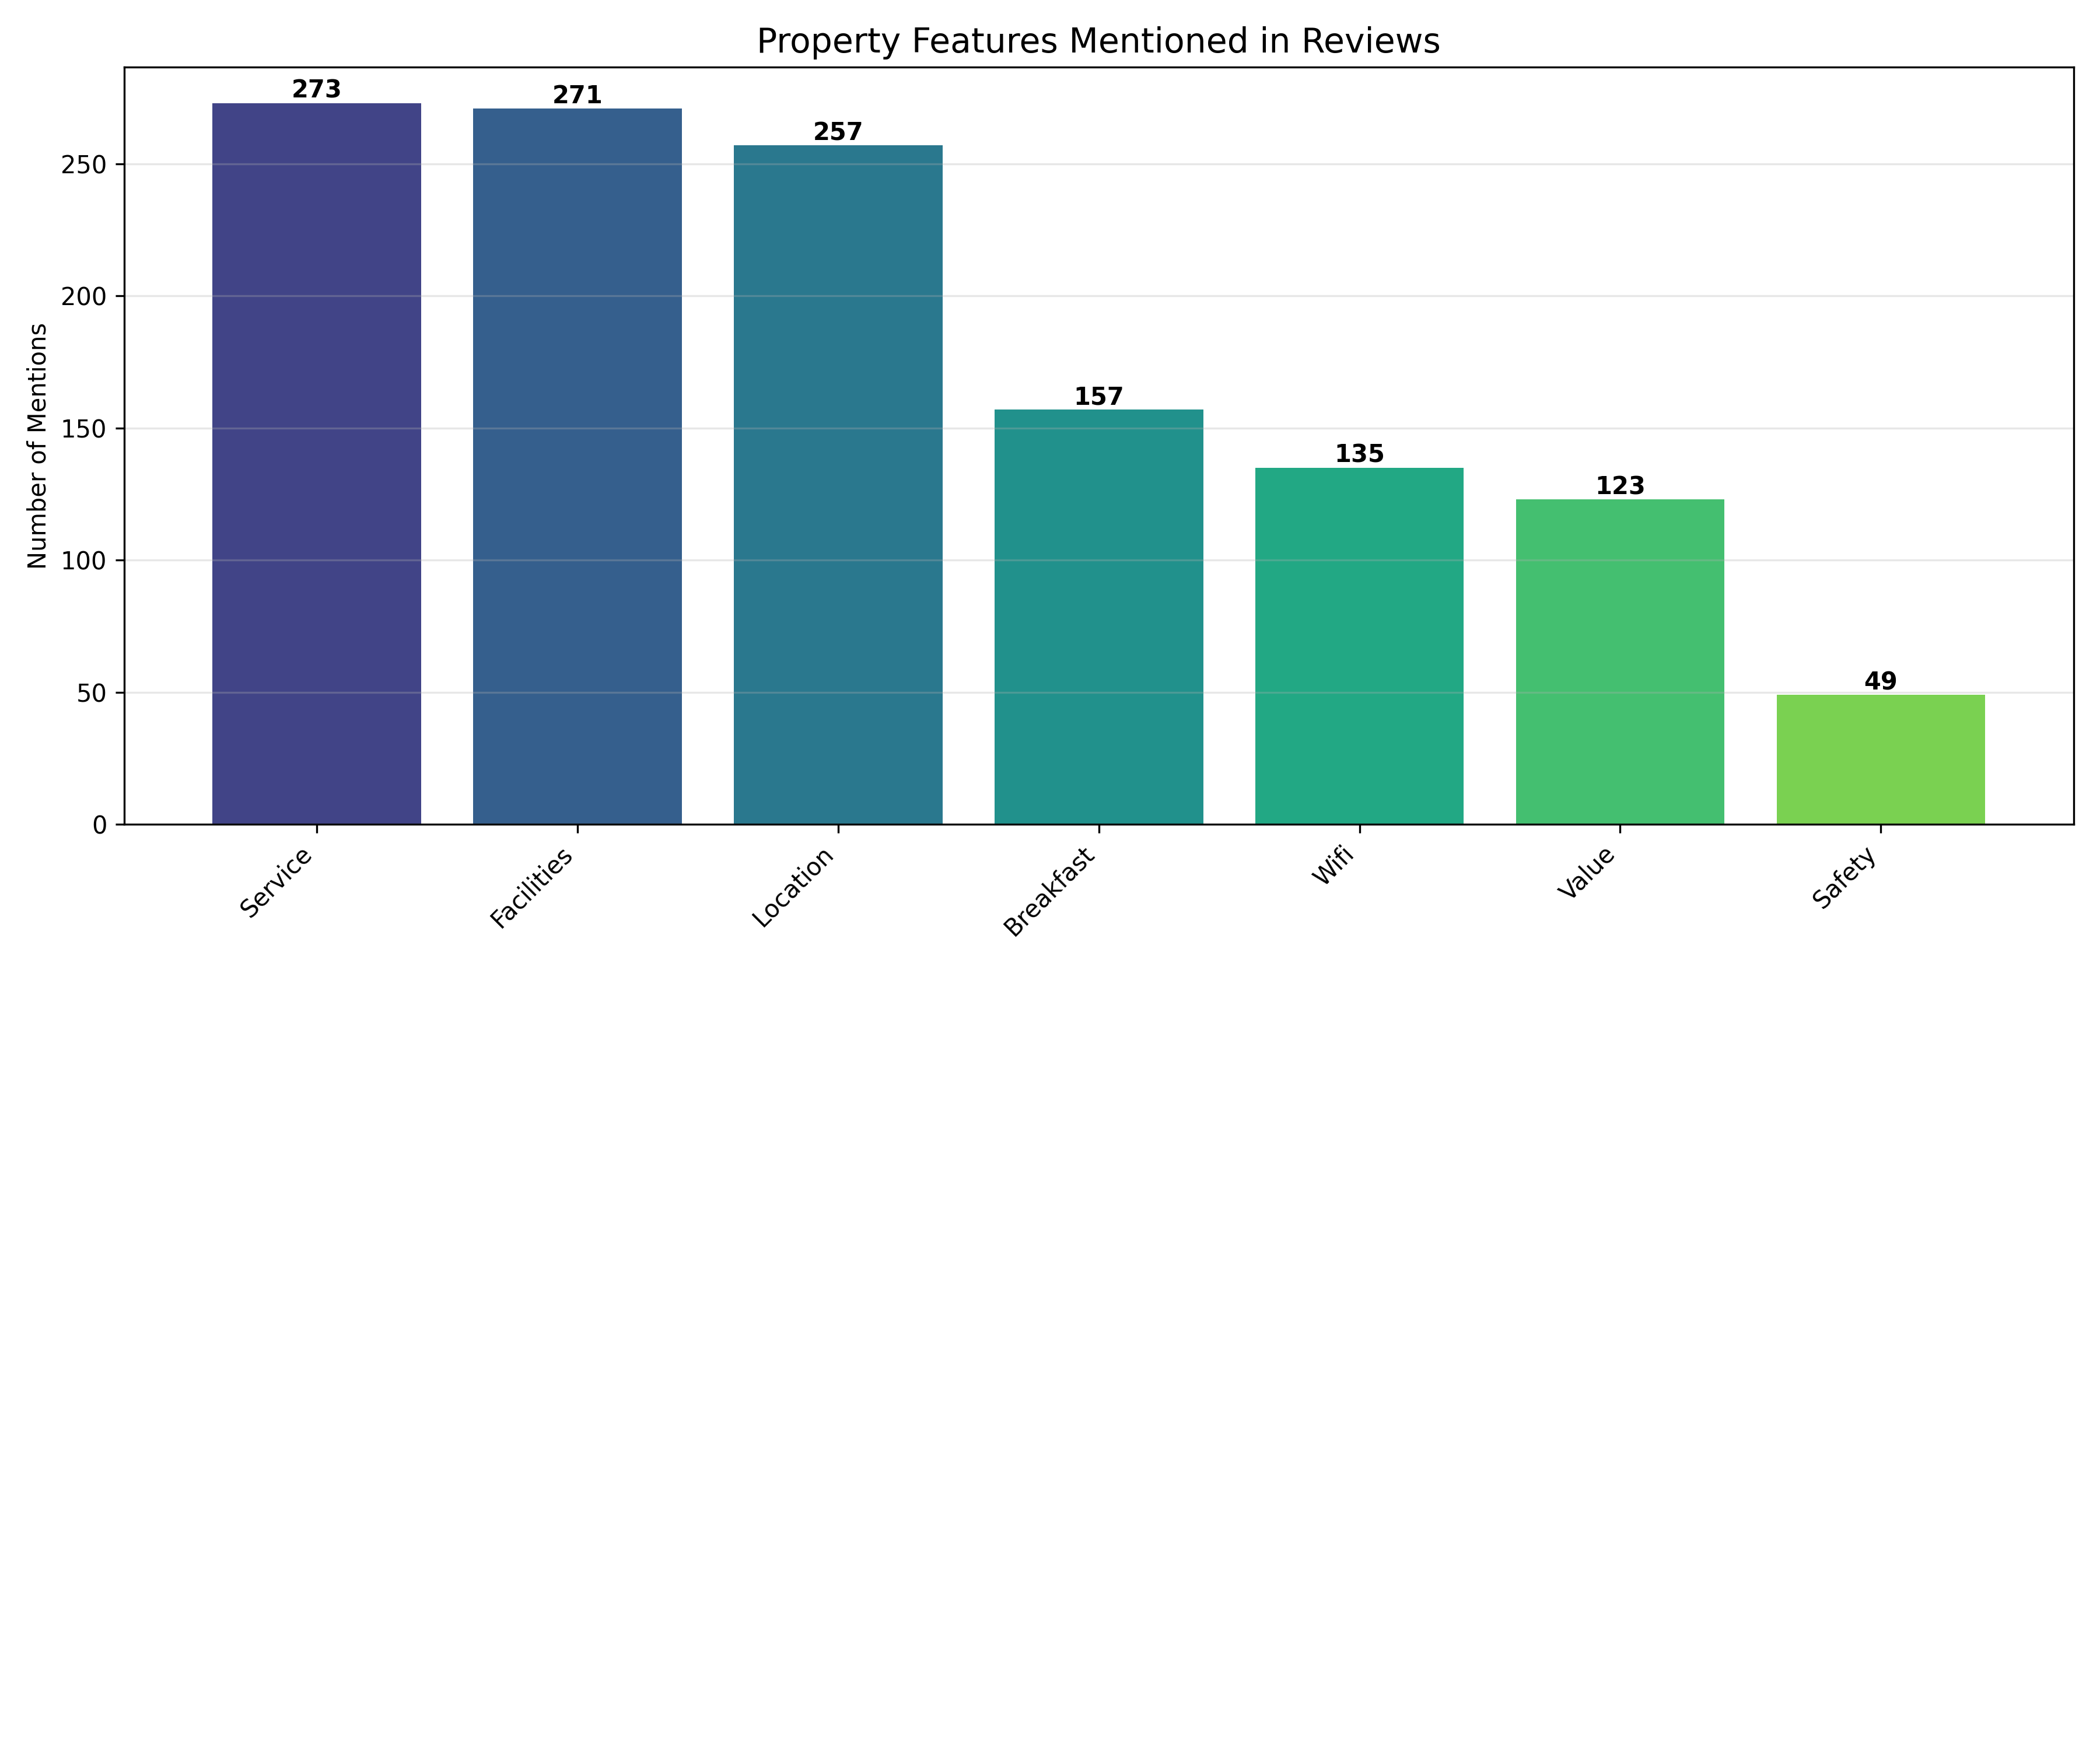 Property Features Mentioned in Reviews
Number of Mentions
250
200
150
100
50
0
273
271
257
157
135
123
49
Service
Facilities
Location
Breakfast
Wifi
Value
Safety